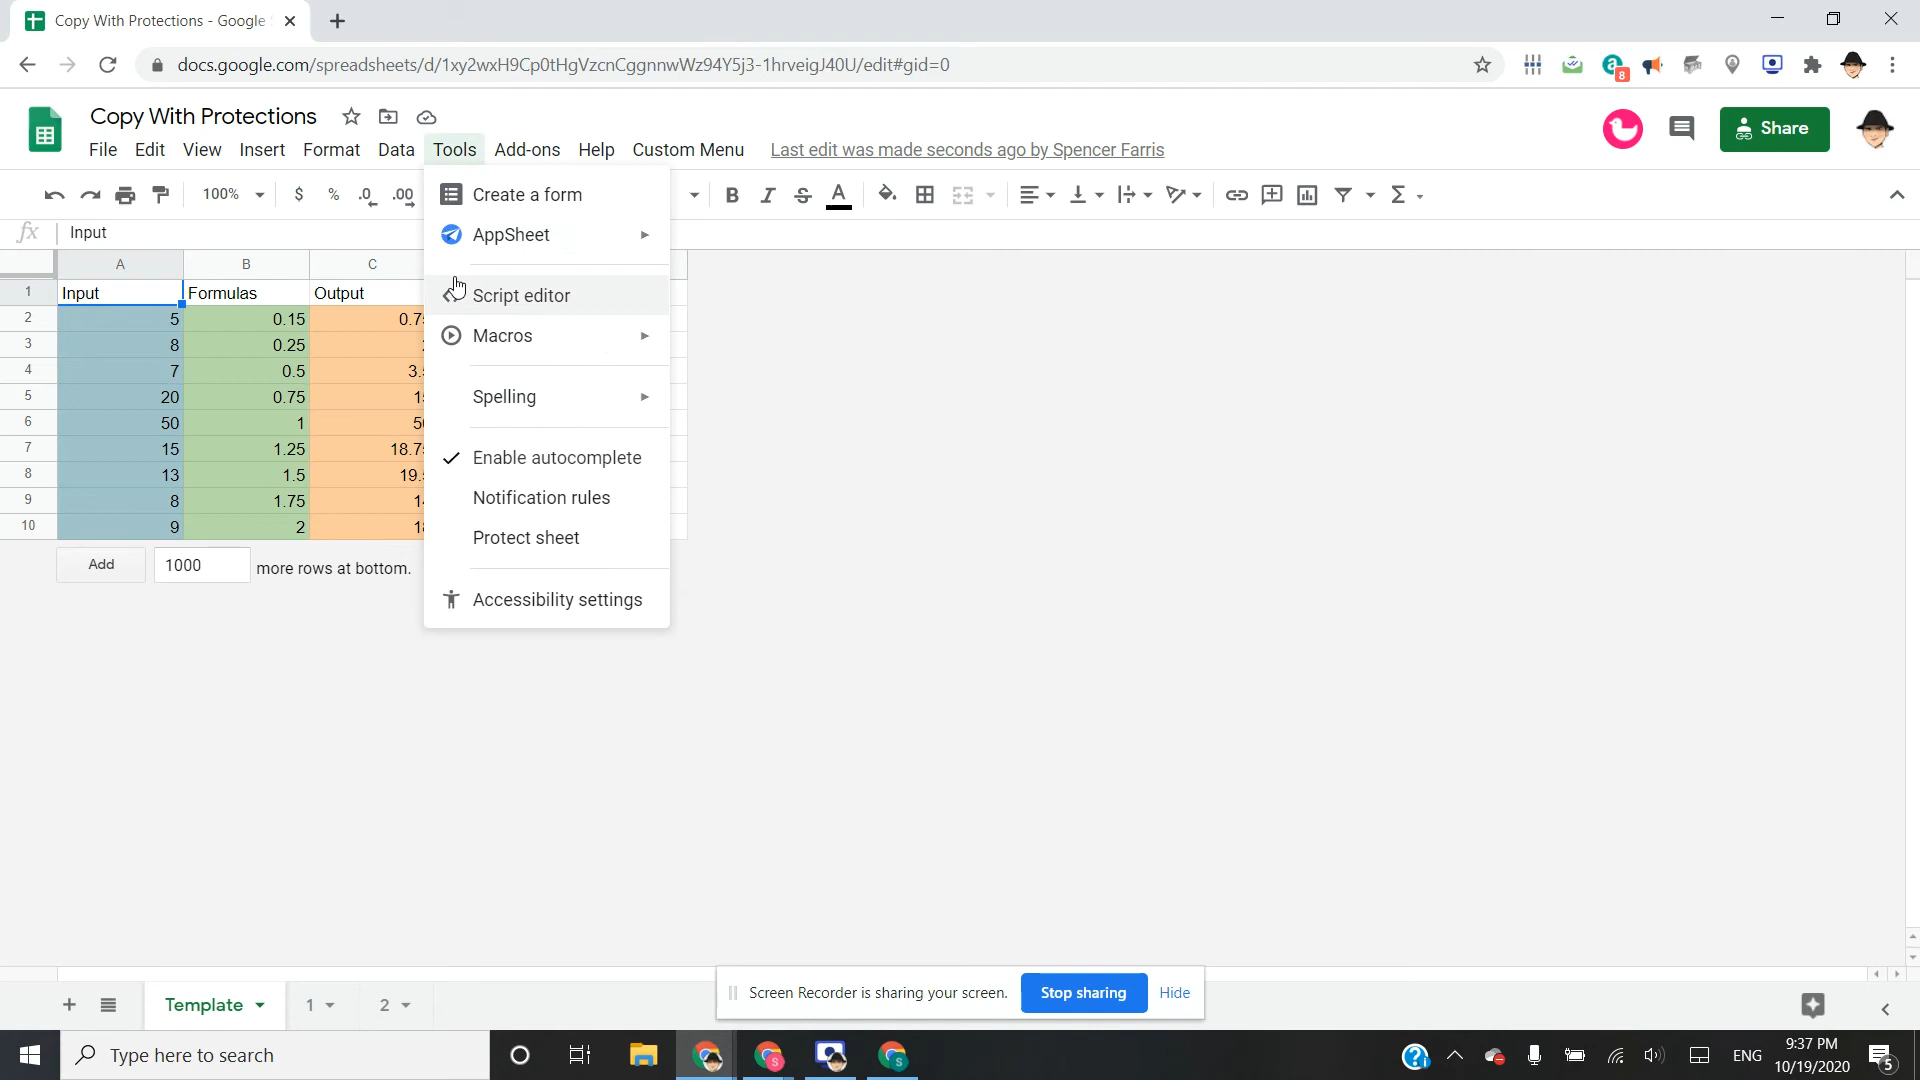 Copy With Protections - Google
docs.google.com/spreadsheets/d/1xy2wxH9Cp0tHgVzcnCggnnwWz94Y5j3-1hrveigJ40U/edit#gid=0
8
Copy With Protections
Share
File Edit View Insert Format Data Tools Add-ons Help Custom Menu Last edit was made seconds ago by Spencer Farris
100% $ % .0 .00 B I S A
fx Input
A B C
1 Input Formulas Output
2 5 0.15
3 8 0.25
4 7 0.5
5 20 0.75
6 50 1
7 15 1.25
8 13 1.5
9 8 1.75
10 9 2
Create a form
AppSheet
Script editor
Macros
Spelling
Enable autocomplete
Notification rules
Protect sheet
Accessibility settings
Add 1000 more rows at bottom.
Screen Recorder is sharing your screen. Stop sharing Hide
Template 1 2
Type here to search
S S
ENG
9:37 PM
10/19/2020
5